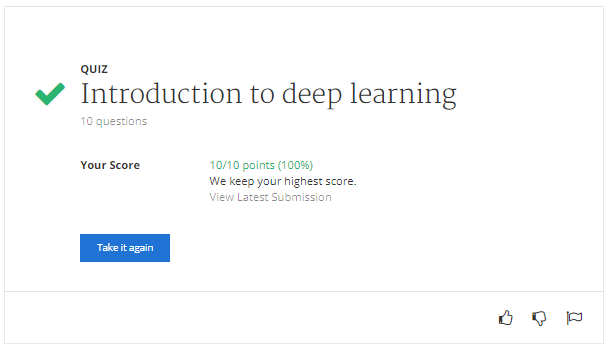 QUIZ
Introduction to deep learning
10 questions
Your Score
10/10 points (100%)
We keep your highest score.
View Latest Submission
Take it again